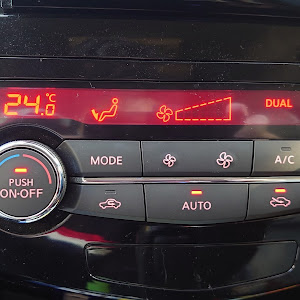 24.0
DUAL
MODE
A/C
PUSH
ON-OFF
AUTO